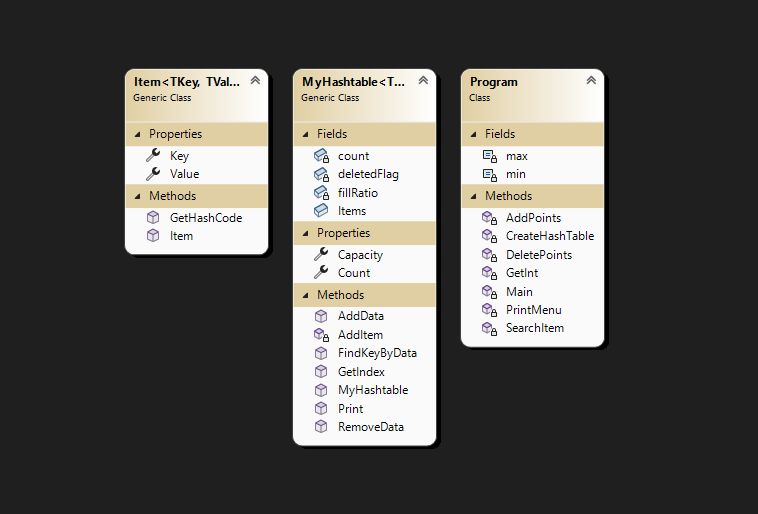 Item<TKey, TVal...
Generic Class
Properties
Key
Value
Methods
GetHashCode
Item
MyHashtable<T...
Generic Class
Fields
count
deletedFlag
fillRatio
Items
Properties
Capacity
Count
Methods
AddData
AddItem
FindKeyByData
GetIndex
MyHashtable
Print
RemoveData
Program
Class
Fields
max
min
Methods
AddPoints
CreateHashTable
DeletePoints
GetInt
Main
PrintMenu
SearchItem